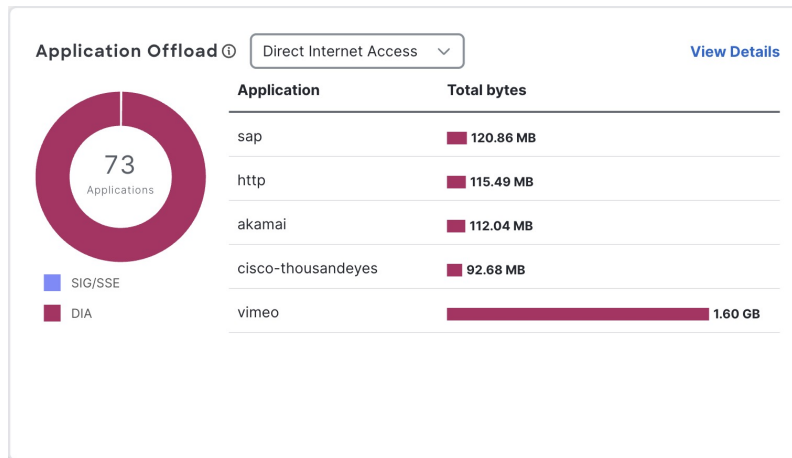 Application Offload Direct Internet Access View Details
Application Total bytes
73
Applications
sap 120.86 MB
http 115.49 MB
akamai 112.04 MB
cisco-thousandeyes 92.68 MB
vimeo 1.60 GB
SIG/SSE
DIA